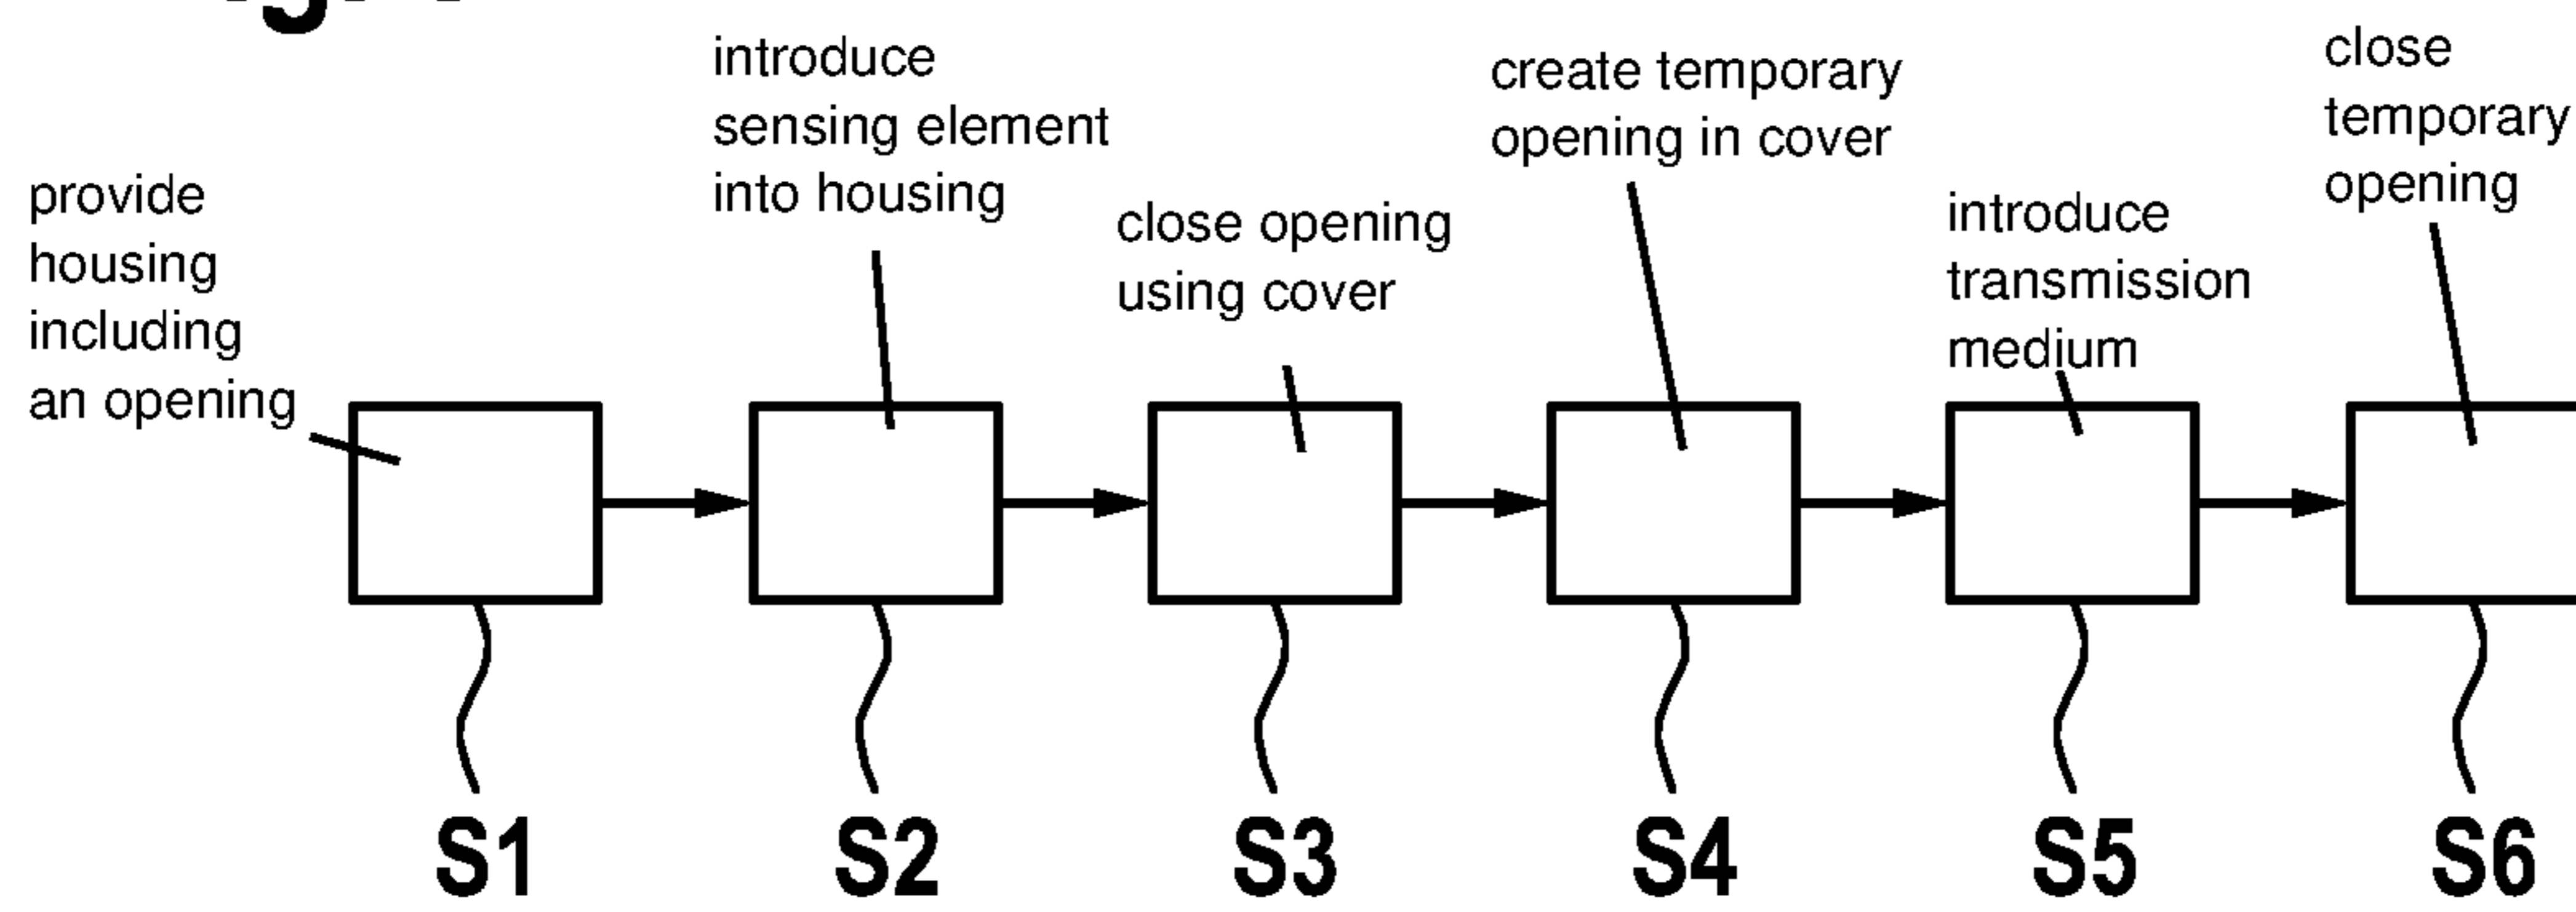 provide
housing
including
an opening
introduce
sensing element
into housing
close opening
using cover
create temporary
opening in cover
introduce
transmission
medium
close
temporary
opening
S1
S2
S3
S4
S5
S6